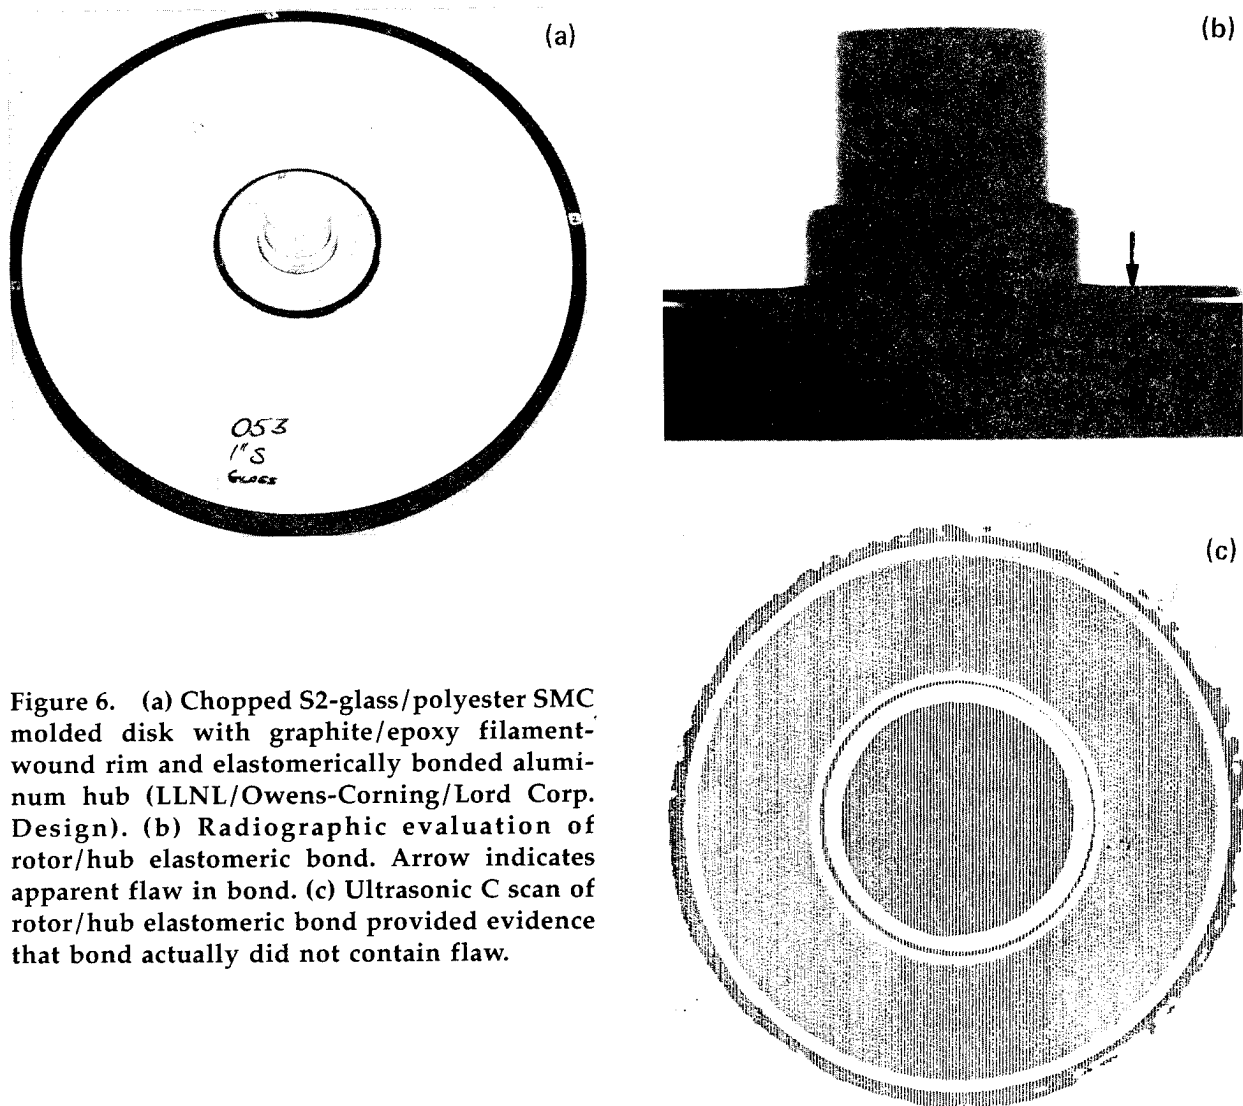 (a)
053
1" S
GLASS
(b)
(c)
Figure 6. (a) Chopped S2-glass/polyester SMC
molded disk with graphite/epoxy filament-
wound rim and elastomerically bonded alumi-
num hub (LLNL/Owens-Corning/Lord Corp.
Design). (b) Radiographic evaluation of
rotor/hub elastomeric bond. Arrow indicates
apparent flaw in bond. (c) Ultrasonic C scan of
rotor/hub elastomeric bond provided evidence
that bond actually did not contain flaw.